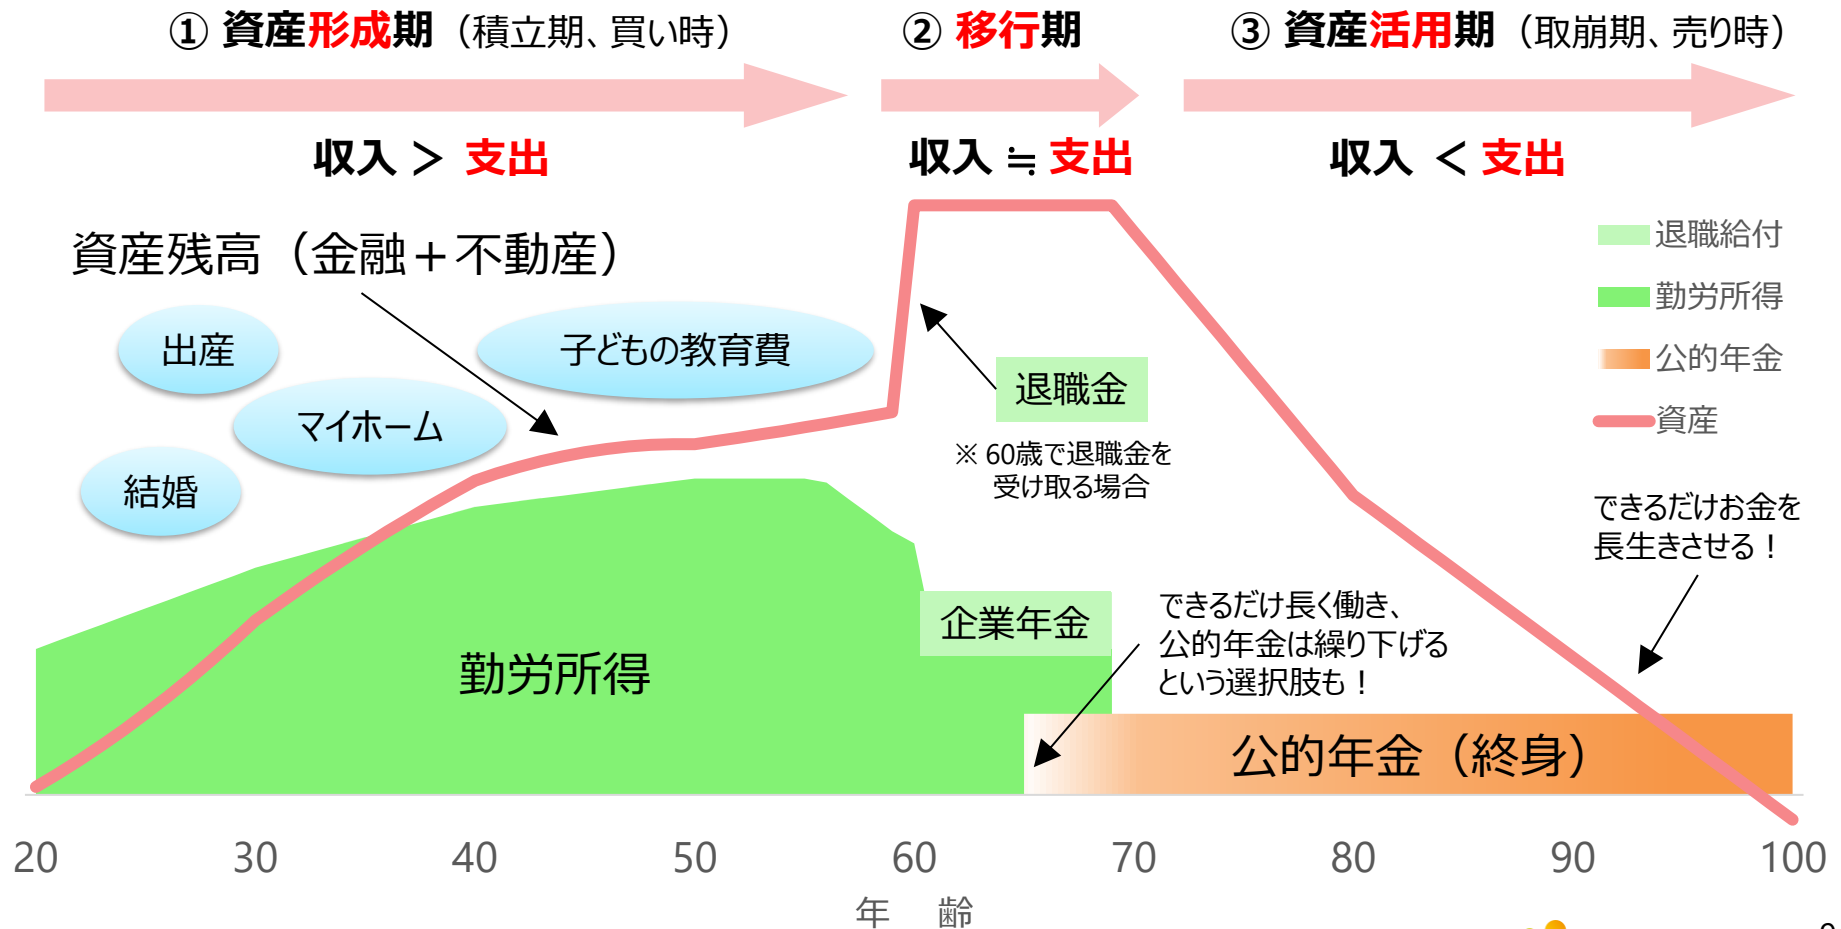 ① 資産形成期（積立期、買い時）
② 移行期
③ 資産活用期（取崩期、売り時）
収入 ＞ 支出
収入 ≒ 支出
収入 ＜ 支出
資産残高（金融＋不動産）
退職給付
勤労所得
公的年金
資産
出産
子どもの教育費
マイホーム
結婚
退職金
※ 60歳で退職金を
受け取る場合
できるだけお金を
長生きさせる！
企業年金
できるだけ長く働き、
公的年金は繰り下げる
という選択肢も！
勤労所得
公的年金（終身）
20 30 40 50 60 70 80 90 100
年 齢